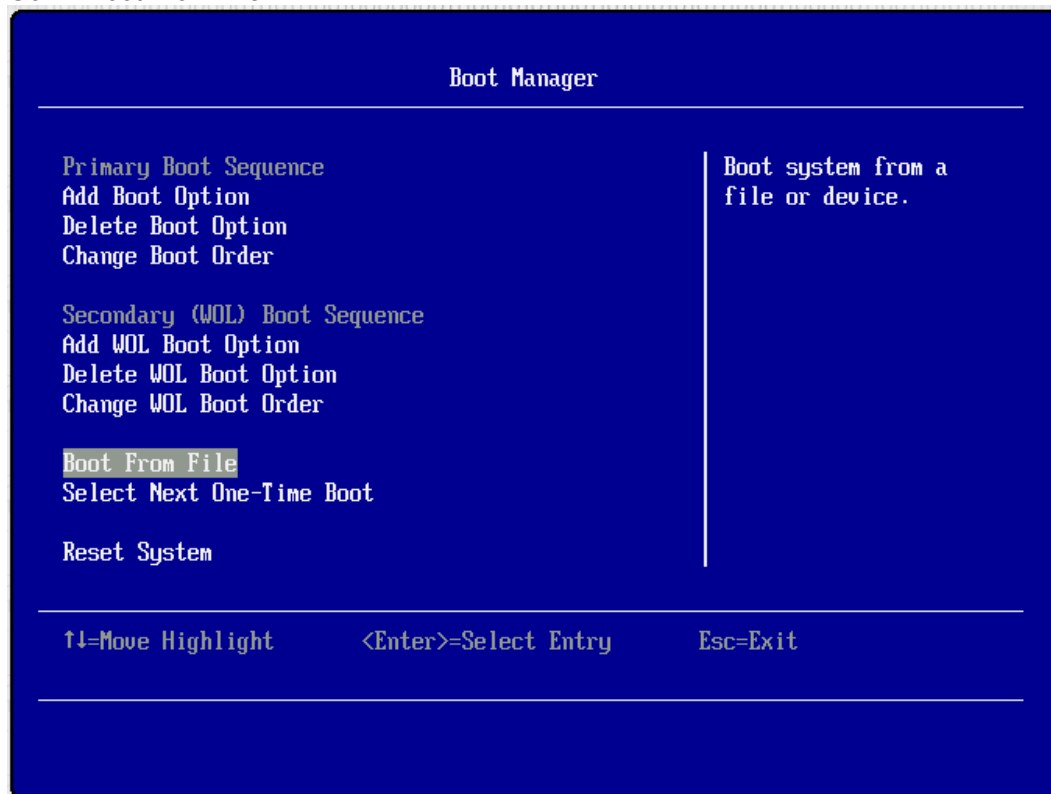 Boot Manager
Primary Boot Sequence
Add Boot Option
Delete Boot Option
Change Boot Order
Secondary (WOL) Boot Sequence
Add WOL Boot Option
Delete WOL Boot Option
Change WOL Boot Order
Boot From File
Select Next One-Time Boot
Reset System
Boot system from a
file or device.
↑↓=Move Highlight <Enter>=Select Entry Esc=Exit